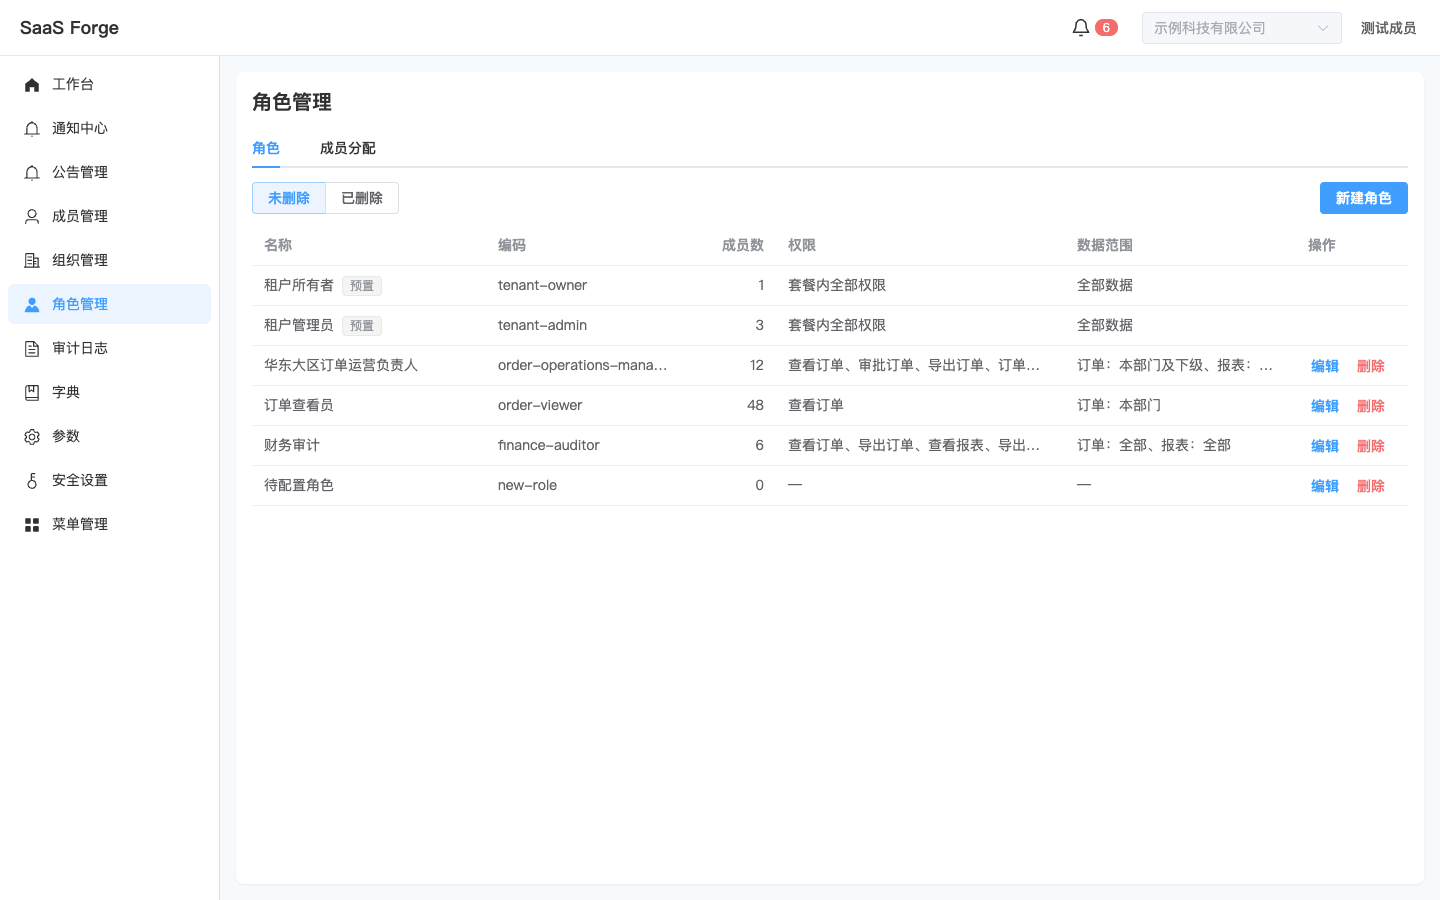 SaaS Forge
6
示例科技有限公司
测试成员
工作台
通知中心
公告管理
成员管理
组织管理
角色管理
审计日志
字典
参数
安全设置
菜单管理
角色管理
角色 成员分配
未删除 已删除 新建角色
名称 编码 成员数 权限 数据范围 操作
租户所有者 预置 tenant-owner 1 套餐内全部权限 全部数据
租户管理员 预置 tenant-admin 3 套餐内全部权限 全部数据
华东大区订单运营负责人 order-operations-mana... 12 查看订单、审批订单、导出订单、订单... 订单：本部门及下级、报表：... 编辑 删除
订单查看员 order-viewer 48 查看订单 订单：本部门 编辑 删除
财务审计 finance-auditor 6 查看订单、导出订单、查看报表、导出... 订单：全部、报表：全部 编辑 删除
待配置角色 new-role 0 — — 编辑 删除